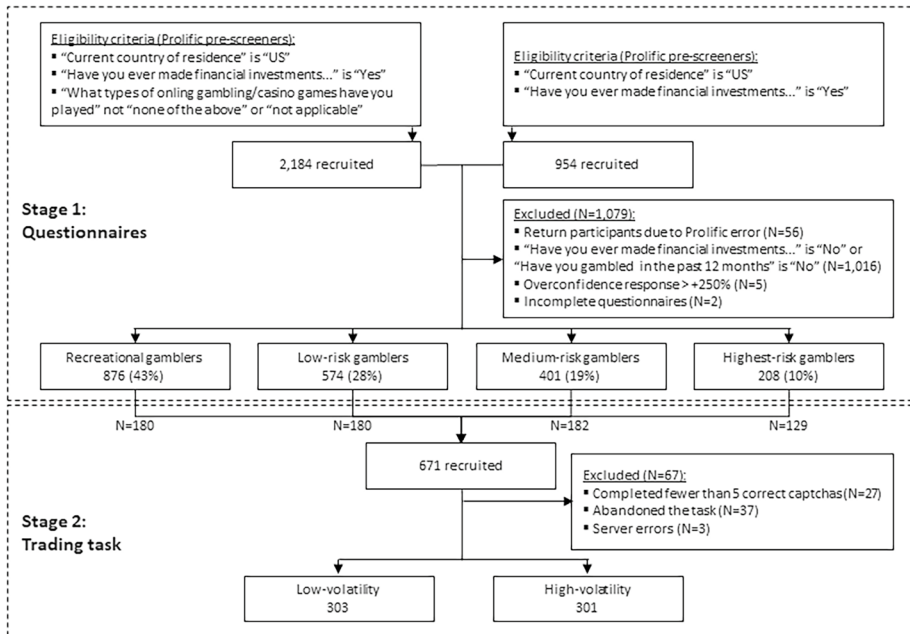 Eligibility criteria (Prolific pre-screeners):
▪ “Current country of residence” is “US”
▪ “Have you ever made financial investments...” is “Yes”
▪ “What types of onling gambling/casino games have you
played” not “none of the above” or “not applicable”
Eligibility criteria (Prolific pre-screeners):
▪ “Current country of residence” is “US”
▪ “Have you ever made financial investments...” is “Yes”
2,184 recruited
954 recruited
Stage 1:
Questionnaires
Excluded (N=1,079):
▪ Return participants due to Prolific error (N=56)
▪ “Have you ever made financial investments...” is “No” or
“Have you gambled in the past 12 months” is “No” (N=1,016)
▪ Overconfidence response > +250% (N=5)
▪ Incomplete questionnaires (N=2)
Recreational gamblers
876 (43%)
Low-risk gamblers
574 (28%)
Medium-risk gamblers
401 (19%)
Highest-risk gamblers
208 (10%)
N=180
N=180
N=182
N=129
671 recruited
Excluded (N=67):
▪ Completed fewer than 5 correct captchas (N=27)
▪ Abandoned the task (N=37)
▪ Server errors (N=3)
Stage 2:
Trading task
Low-volatility
303
High-volatility
301